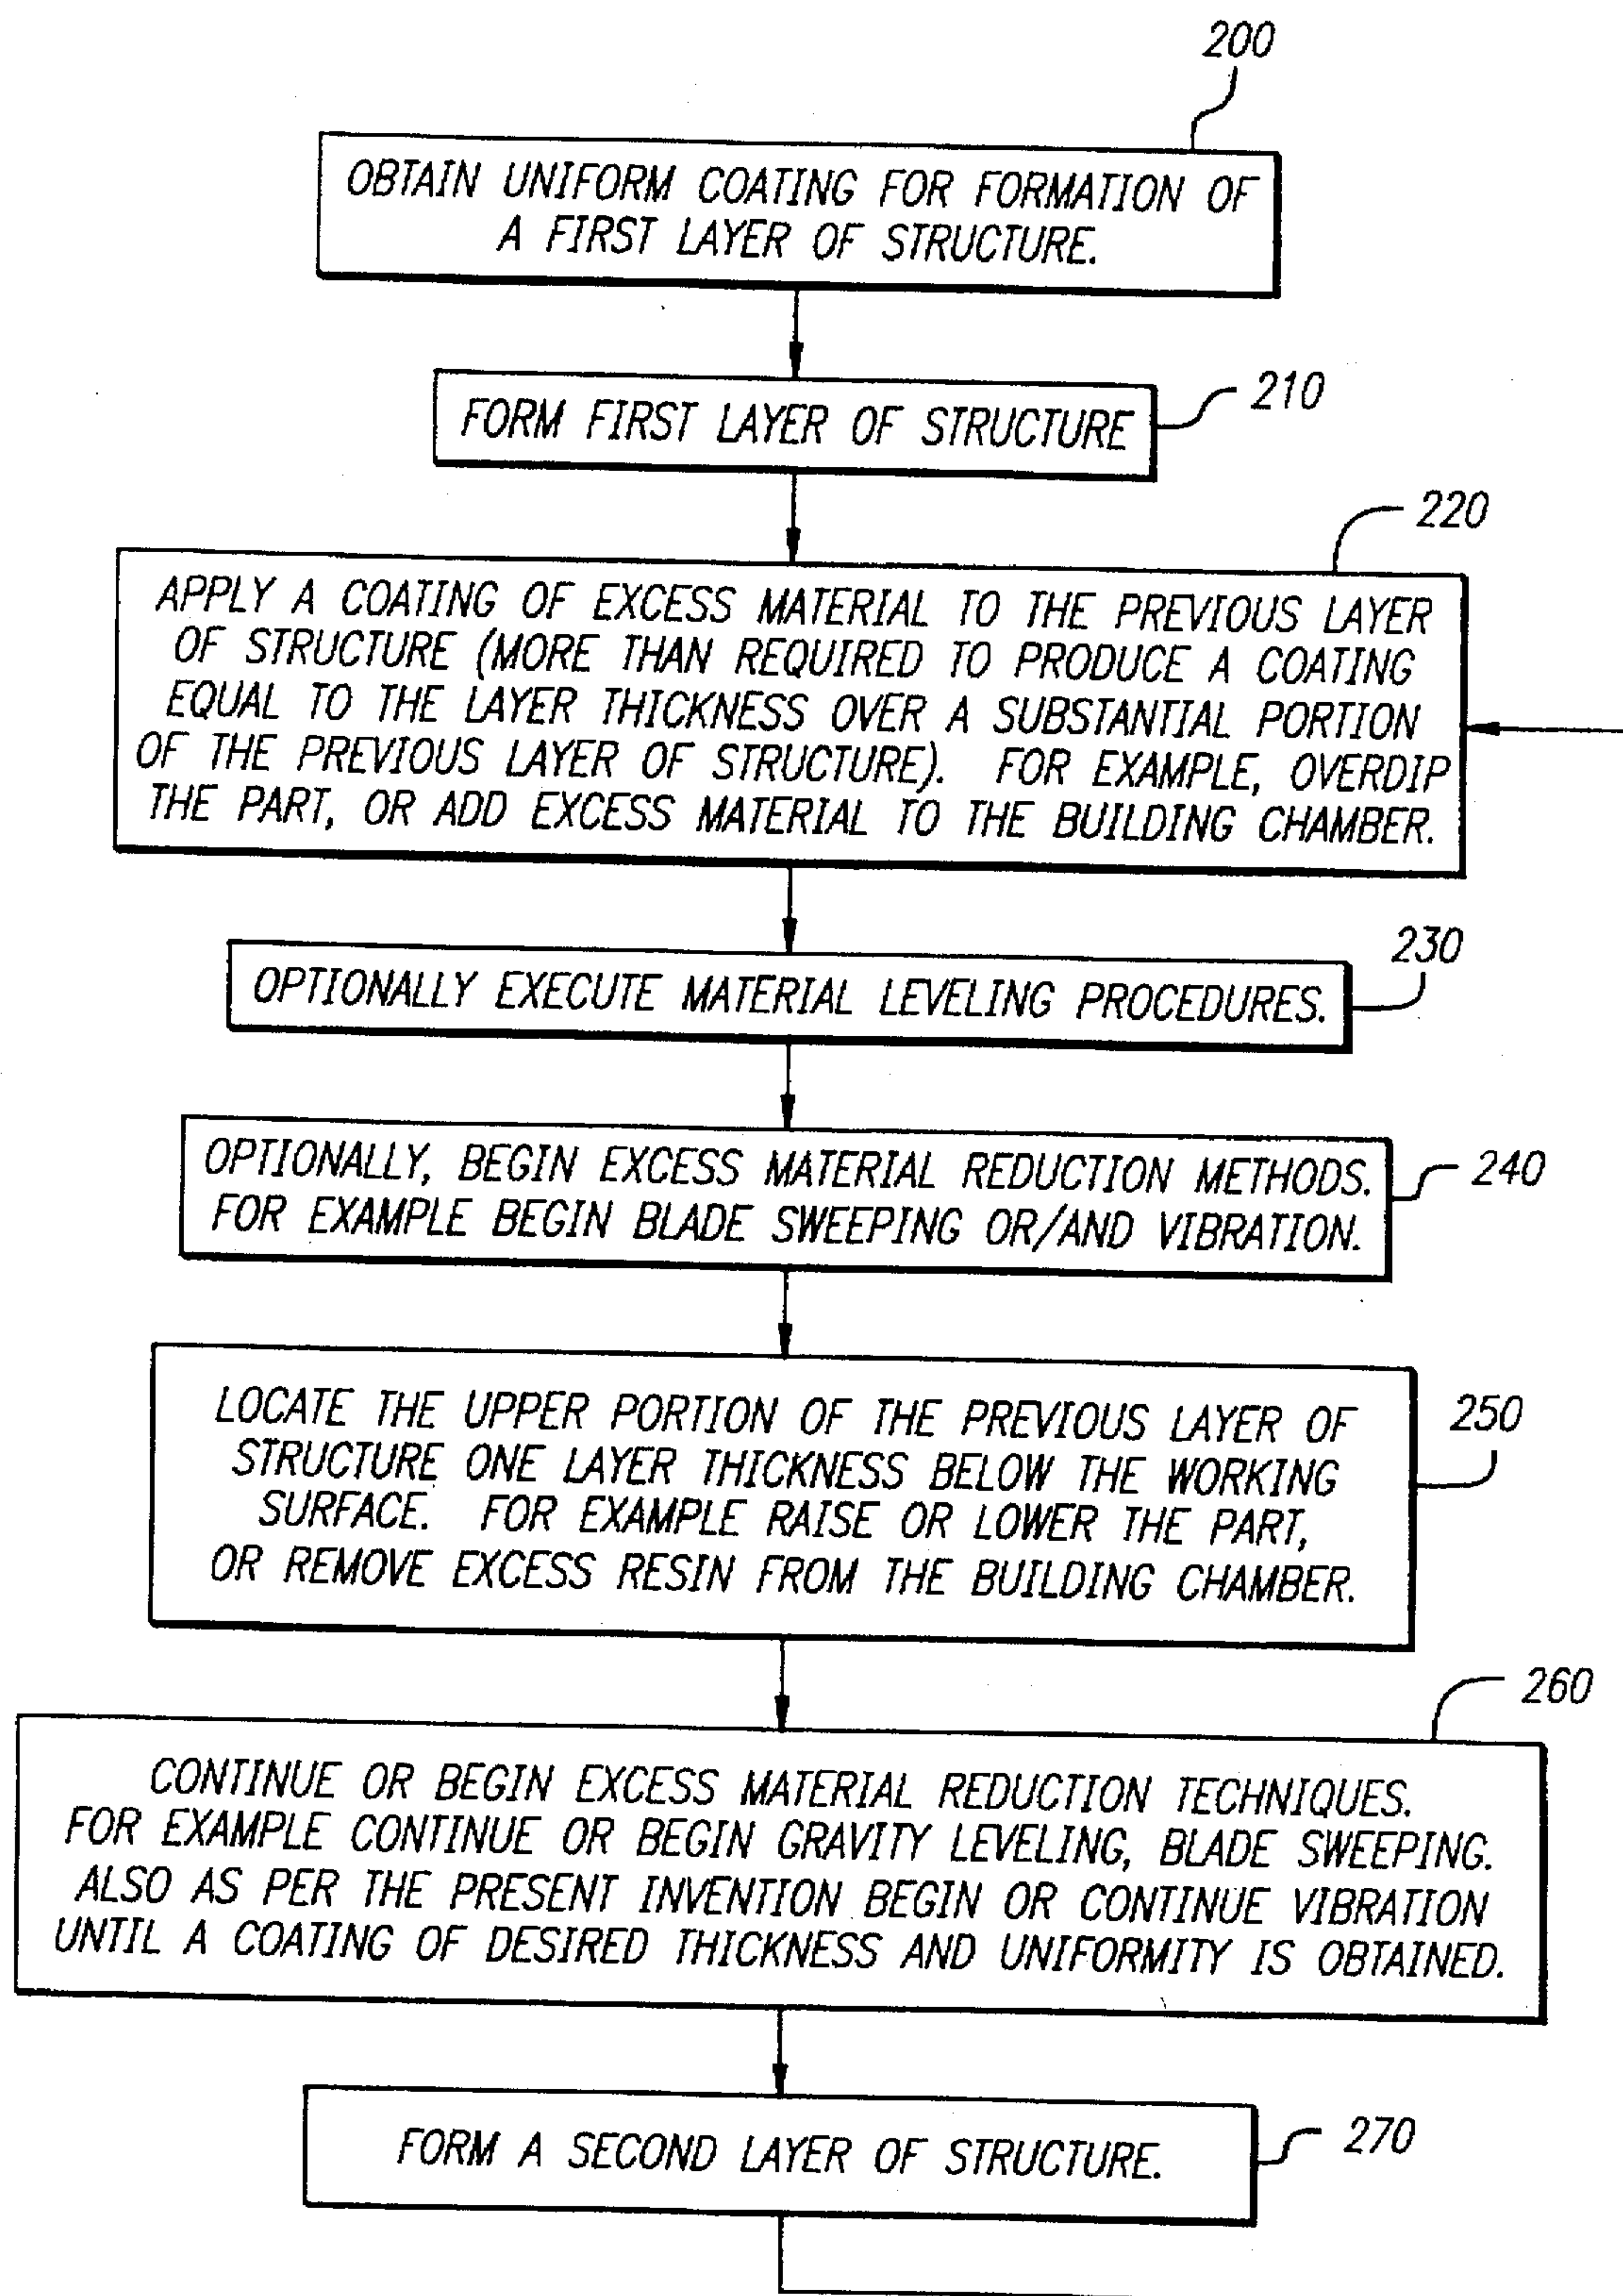 200
OBTAIN UNIFORM COATING FOR FORMATION OF
A FIRST LAYER OF STRUCTURE.
210
FORM FIRST LAYER OF STRUCTURE
220
APPLY A COATING OF EXCESS MATERIAL TO THE PREVIOUS LAYER
OF STRUCTURE (MORE THAN REQUIRED TO PRODUCE A COATING
EQUAL TO THE LAYER THICKNESS OVER A SUBSTANTIAL PORTION
OF THE PREVIOUS LAYER OF STRUCTURE). FOR EXAMPLE, OVERDIP
THE PART, OR ADD EXCESS MATERIAL TO THE BUILDING CHAMBER.
230
OPTIONALLY EXECUTE MATERIAL LEVELING PROCEDURES.
OPTIONALLY, BEGIN EXCESS MATERIAL REDUCTION METHODS.
240
FOR EXAMPLE BEGIN BLADE SWEEPING OR/AND VIBRATION.
LOCATE THE UPPER PORTION OF THE PREVIOUS LAYER OF
250
STRUCTURE ONE LAYER THICKNESS BELOW THE WORKING
SURFACE. FOR EXAMPLE RAISE OR LOWER THE PART,
OR REMOVE EXCESS RESIN FROM THE BUILDING CHAMBER.
260
CONTINUE OR BEGIN EXCESS MATERIAL REDUCTION TECHNIQUES.
FOR EXAMPLE CONTINUE OR BEGIN GRAVITY LEVELING, BLADE SWEEPING.
ALSO AS PER THE PRESENT INVENTION BEGIN OR CONTINUE VIBRATION
UNTIL A COATING OF DESIRED THICKNESS AND UNIFORMITY IS OBTAINED.
FORM A SECOND LAYER OF STRUCTURE.
270